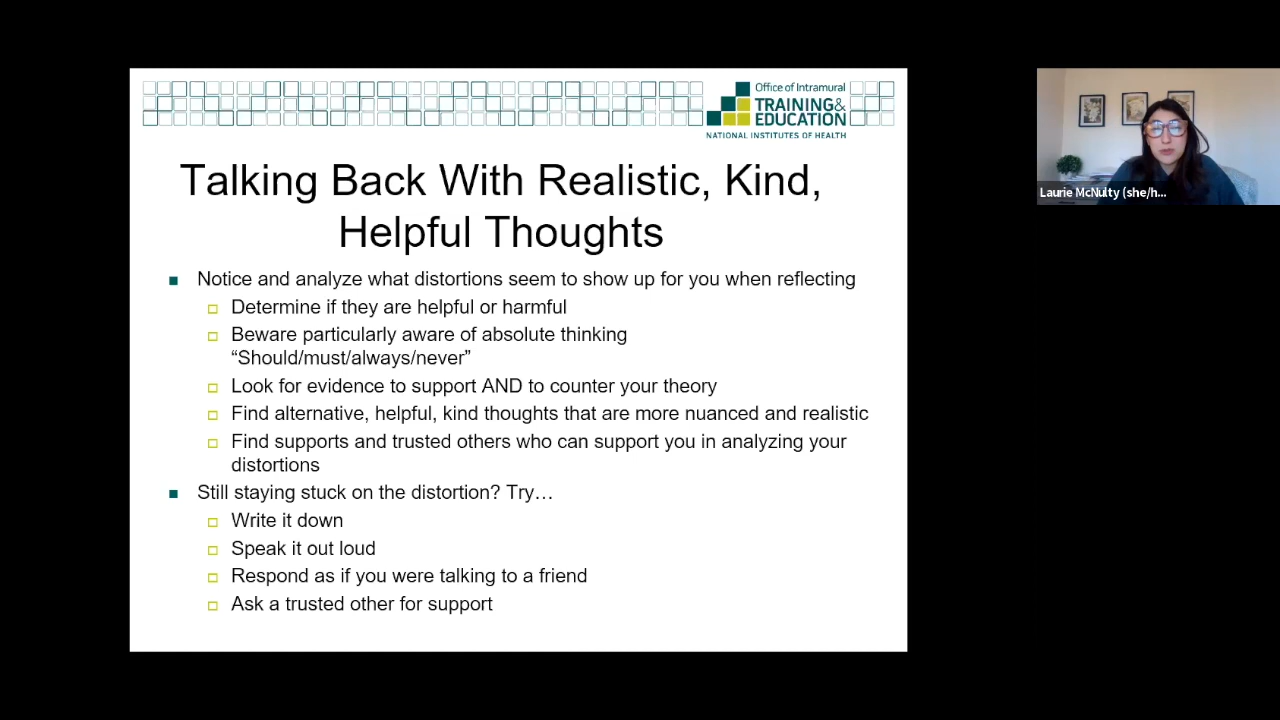 Office of Intramural
TRAINING&
EDUCATION
NATIONAL INSTITUTES OF HEALTH
Talking Back With Realistic, Kind,
Helpful Thoughts
Notice and analyze what distortions seem to show up for you when reflecting
Determine if they are helpful or harmful
Beware particularly aware of absolute thinking
“Should/must/always/never”
Look for evidence to support AND to counter your theory
Find alternative, helpful, kind thoughts that are more nuanced and realistic
Find supports and trusted others who can support you in analyzing your
distortions
Still staying stuck on the distortion? Try…
Write it down
Speak it out loud
Respond as if you were talking to a friend
Ask a trusted other for support
Laurie McNulty (she/h...